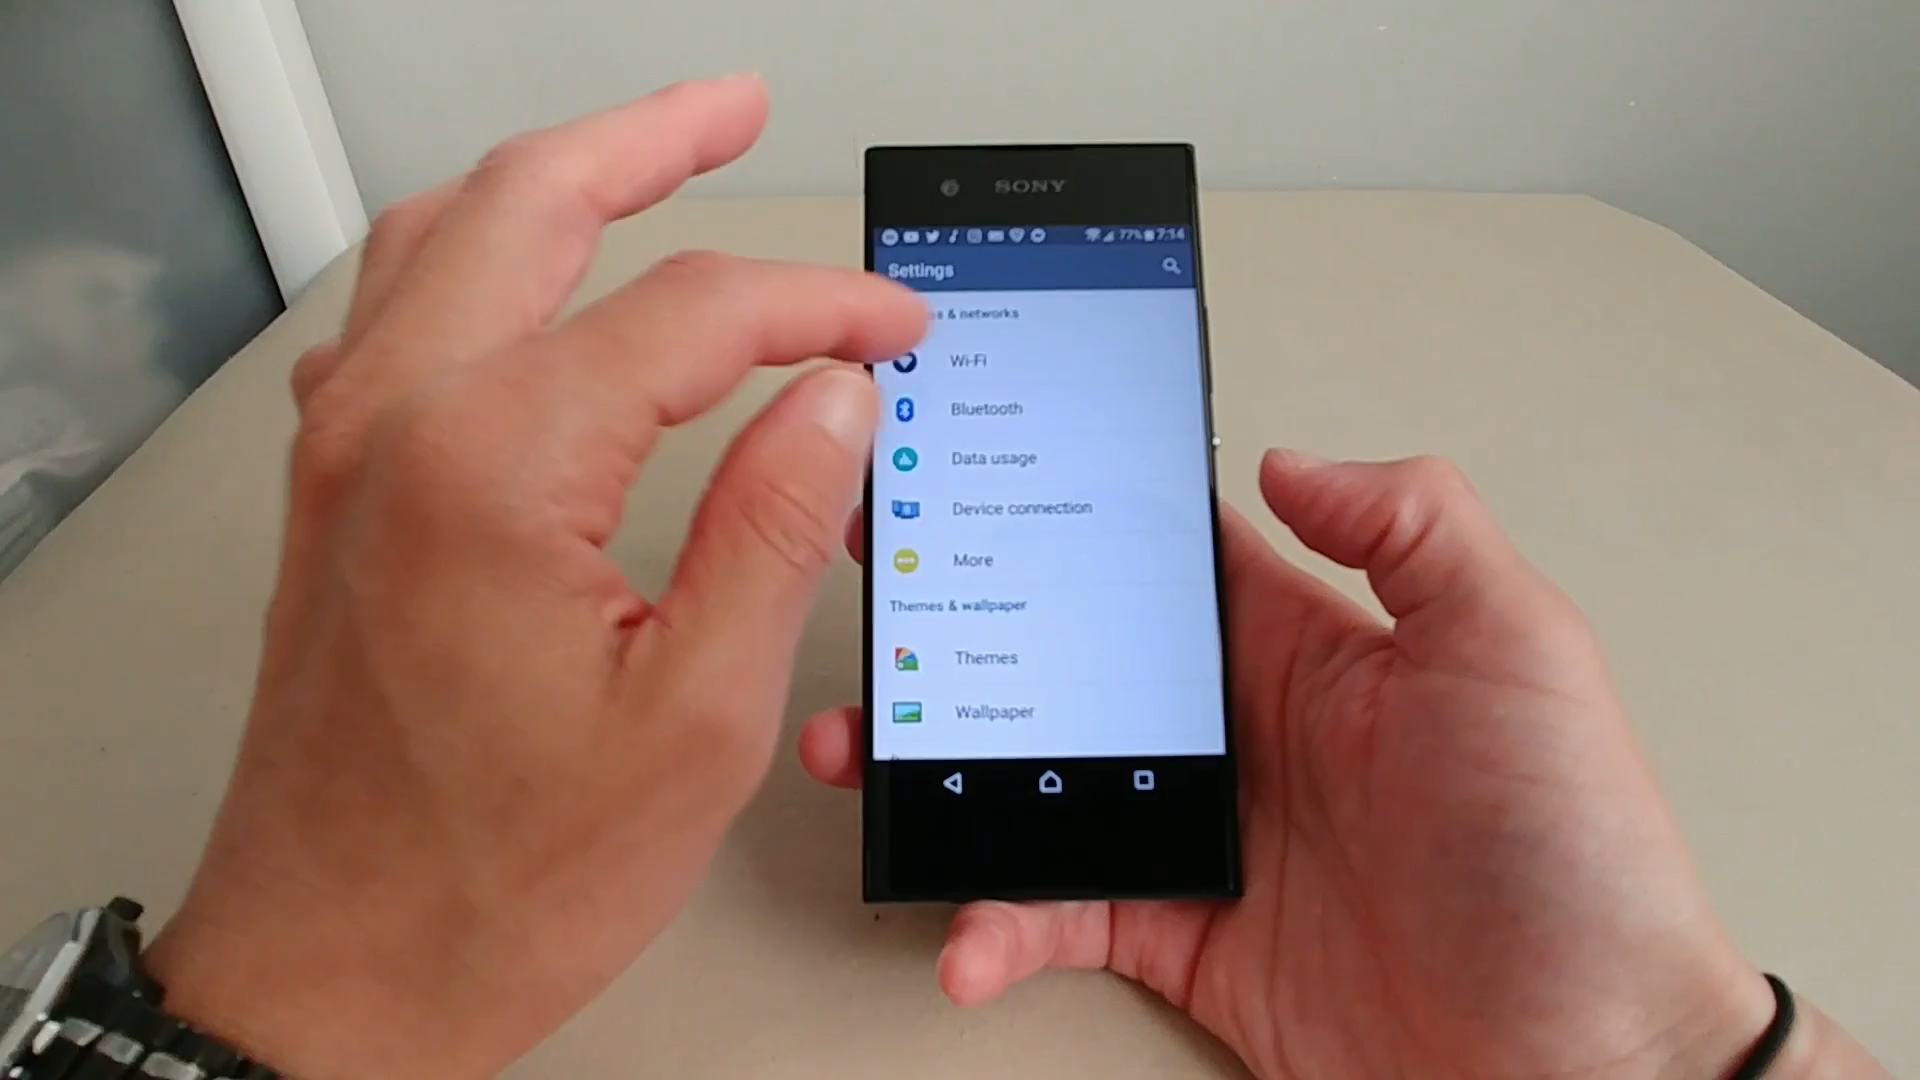 SONY
77% 7:14
Settings
s & networks
Wi-Fi
Bluetooth
Data usage
Device connection
More
Themes & wallpaper
Themes
Wallpaper